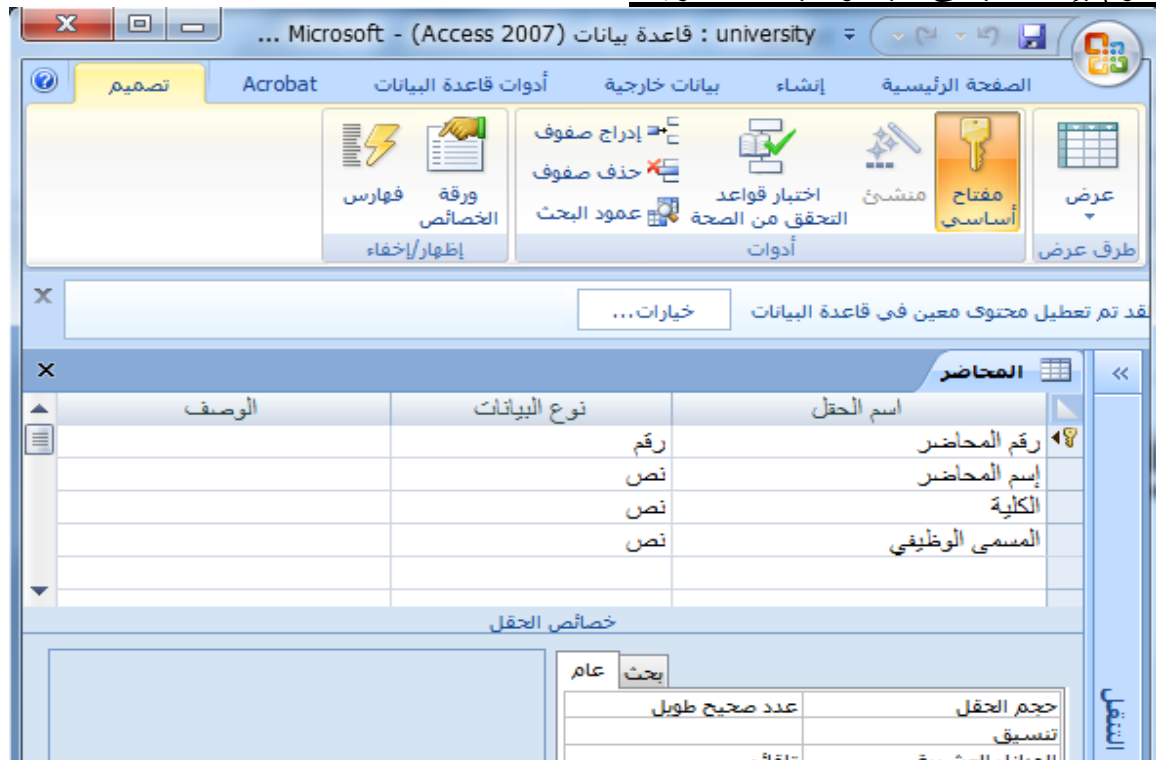 university : قاعدة بيانات (Access 2007) - Microsoft ...
الصفحة الرئيسية إنشاء بيانات خارجية أدوات قاعدة البيانات Acrobat تصميم
عرض
مفتاح أساسي
منشئ
اختبار قواعد التحقق من الصحة
إدراج صفوف
حذف صفوف
عمود البحث
ورقة الخصائص
فهارس
طرق عرض أدوات إظهار/إخفاء
لقد تم تعطيل محتوى معين في قاعدة البيانات خيارات...
المحاضر
اسم الحقل نوع البيانات الوصف
رقم المحاضر رقم
إسم المحاضر نص
الكلية نص
المسمى الوظيفي نص
خصائص الحقل
عام بحث
حجم الحقل عدد صحيح طويل
تنسيق
التنقل